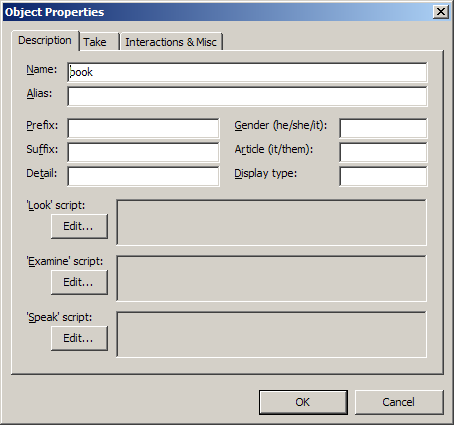 Object Properties
Description Take Interactions & Misc
Name: book
Alias:
Prefix: Gender (he/she/it):
Suffix: Article (it/them):
Detail: Display type:
'Look' script:
Edit...
'Examine' script:
Edit...
'Speak' script:
Edit...
OK Cancel